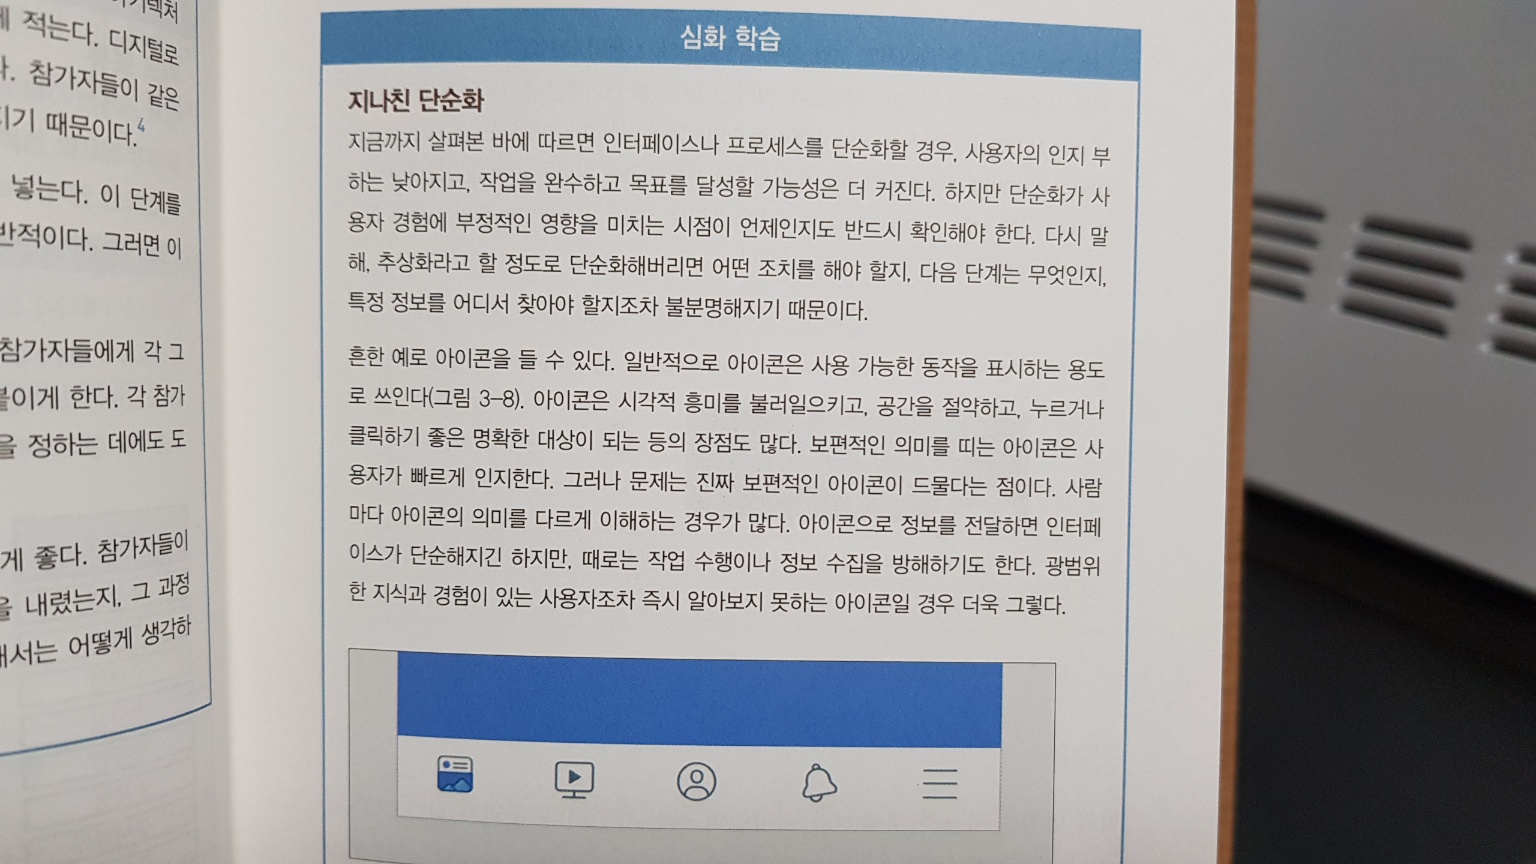 적는다. 디지털로
참가자들이 같은
지기 때문이다.4
넣는다. 이 단계를
반적이다. 그러면 이
참가자들에게 각 그
붙이게 한다. 각 참가
을 정하는 데에도 도
게 좋다. 참가자들이
을 내렸는지, 그 과정
해서는 어떻게 생각하
심화 학습
지나친 단순화
지금까지 살펴본 바에 따르면 인터페이스나 프로세스를 단순화할 경우, 사용자의 인지 부
하는 낮아지고, 작업을 완수하고 목표를 달성할 가능성은 더 커진다. 하지만 단순화가 사
용자 경험에 부정적인 영향을 미치는 시점이 언제인지도 반드시 확인해야 한다. 다시 말
해, 추상화라고 할 정도로 단순화해버리면 어떤 조치를 해야 할지, 다음 단계는 무엇인지,
특정 정보를 어디서 찾아야 할지조차 불분명해지기 때문이다.
흔한 예로 아이콘을 들 수 있다. 일반적으로 아이콘은 사용 가능한 동작을 표시하는 용도
로 쓰인다(그림 3-8). 아이콘은 시각적 흥미를 불러일으키고, 공간을 절약하고, 누르거나
클릭하기 좋은 명확한 대상이 되는 등의 장점도 많다. 보편적인 의미를 띠는 아이콘은 사
용자가 빠르게 인지한다. 그러나 문제는 진짜 보편적인 아이콘이 드물다는 점이다. 사람
마다 아이콘의 의미를 다르게 이해하는 경우가 많다. 아이콘으로 정보를 전달하면 인터페
이스가 단순해지긴 하지만, 때로는 작업 수행이나 정보 수집을 방해하기도 한다. 광범위
한 지식과 경험이 있는 사용자조차 즉시 알아보지 못하는 아이콘일 경우 더욱 그렇다.